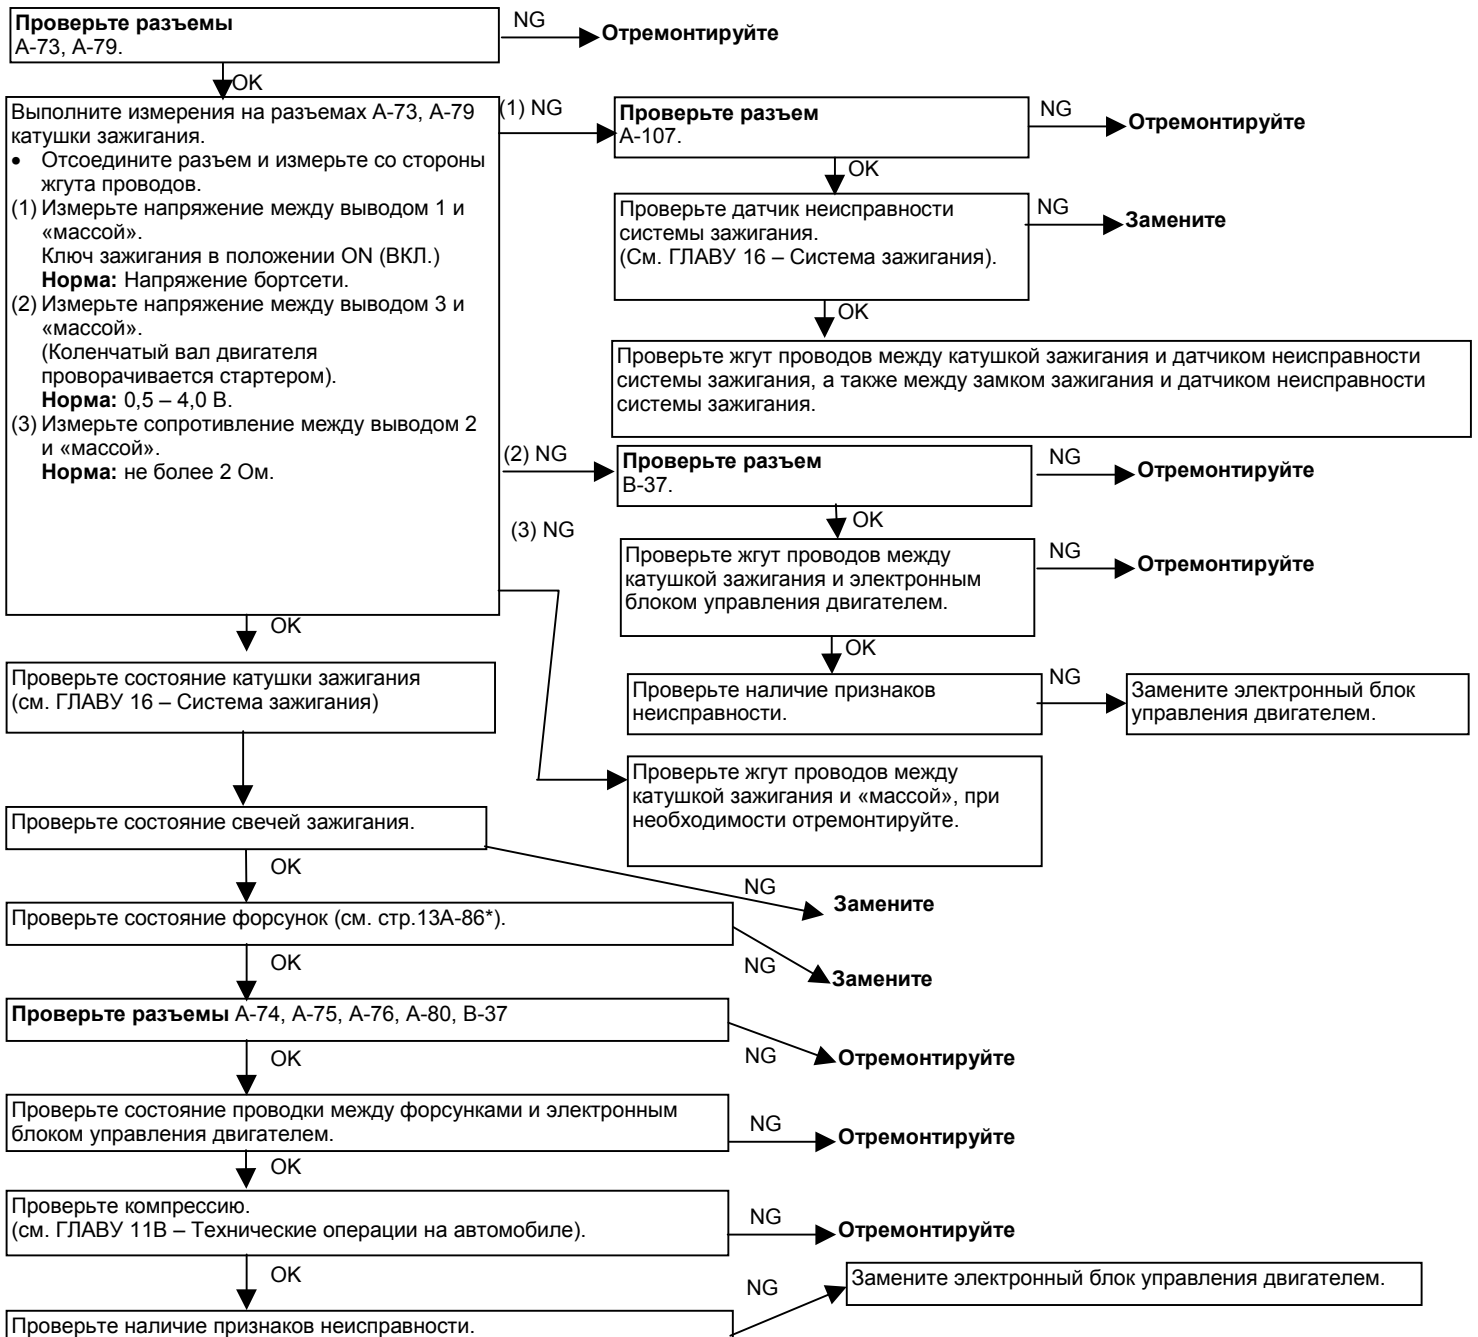 Проверьте разъемы
А-73, А-79.
NG
Отремонтируйте
OK
Выполните измерения на разъемах А-73, А-79
катушки зажигания.
• Отсоедините разъем и измерьте со стороны
жгута проводов.
(1) Измерьте напряжение между выводом 1 и
«массой».
Ключ зажигания в положении ON (ВКЛ.)
Норма: Напряжение бортсети.
(2) Измерьте напряжение между выводом 3 и
«массой».
(Коленчатый вал двигателя
проворачивается стартером).
Норма: 0,5 – 4,0 В.
(3) Измерьте сопротивление между выводом 2
и «массой».
Норма: не более 2 Ом.
(1) NG
Проверьте разъем
А-107.
NG
Отремонтируйте
OK
Проверьте датчик неисправности
системы зажигания.
(См. ГЛАВУ 16 – Система зажигания).
NG
Замените
OK
Проверьте жгут проводов между катушкой зажигания и датчиком неисправности
системы зажигания, а также между замком зажигания и датчиком неисправности
системы зажигания.
(2) NG
Проверьте разъем
В-37.
NG
Отремонтируйте
OK
(3) NG
Проверьте жгут проводов между
катушкой зажигания и электронным
блоком управления двигателем.
NG
Отремонтируйте
OK
Проверьте наличие признаков
неисправности.
NG
Замените электронный блок
управления двигателем.
Проверьте жгут проводов между
катушкой зажигания и «массой», при
необходимости отремонтируйте.
OK
Проверьте состояние катушки зажигания
(см. ГЛАВУ 16 – Система зажигания)
Проверьте состояние свечей зажигания.
OK
NG
Замените
Проверьте состояние форсунок (см. стр.13А-86*).
OK
NG
Замените
Проверьте разъемы А-74, А-75, А-76, А-80, В-37
OK
NG
Отремонтируйте
Проверьте состояние проводки между форсунками и электронным
блоком управления двигателем.
NG
Отремонтируйте
OK
Проверьте компрессию.
(см. ГЛАВУ 11В – Технические операции на автомобиле).
NG
Отремонтируйте
OK
NG
Замените электронный блок управления двигателем.
Проверьте наличие признаков неисправности.